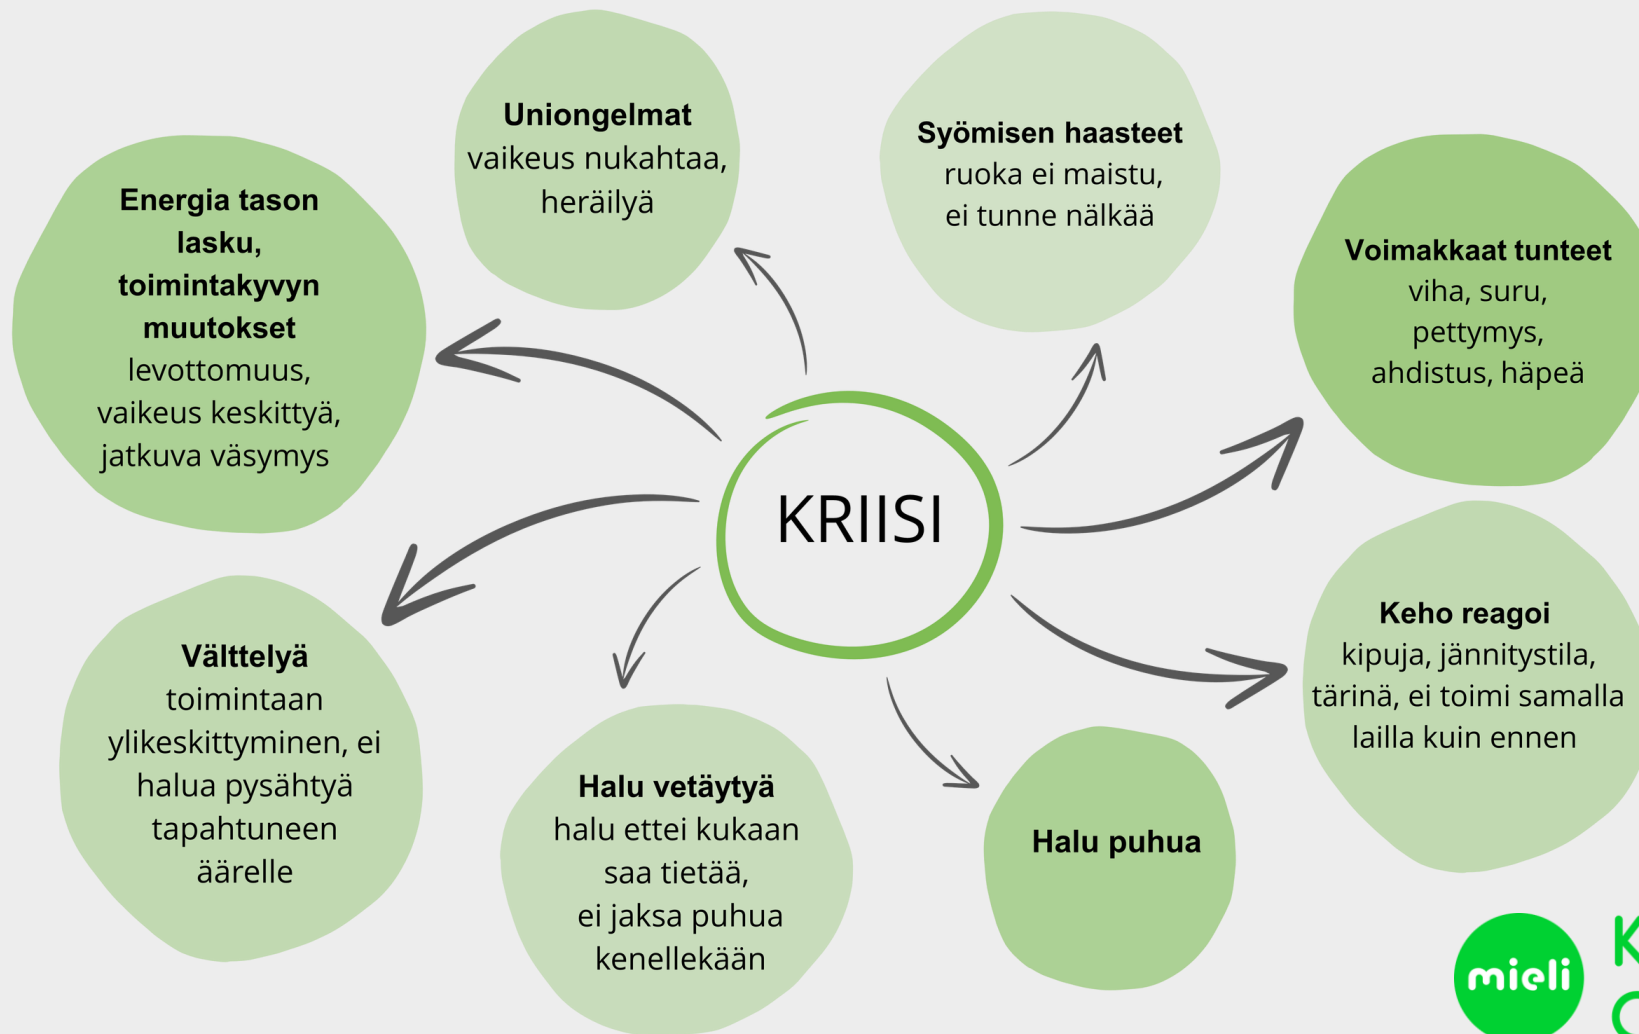 Uniongelmat
vaikeus nukahtaa,
heräilyä
Syömisen haasteet
ruoka ei maistu,
ei tunne nälkää
Energia tason
lasku,
toimintakyvyn
muutokset
levottomuus,
vaikeus keskittyä,
jatkuva väsymys
Voimakkaat tunteet
viha, suru,
pettymys,
ahdistus, häpeä
KRIISI
Välttelyä
toimintaan
ylikeskittyminen, ei
halua pysähtyä
tapahtuneen
äärelle
Keho reagoi
kipuja, jännitystila,
tärinä, ei toimi samalla
lailla kuin ennen
Halu vetäytyä
halu ettei kukaan
saa tietää,
ei jaksa puhua
kenellekään
Halu puhua
mieli